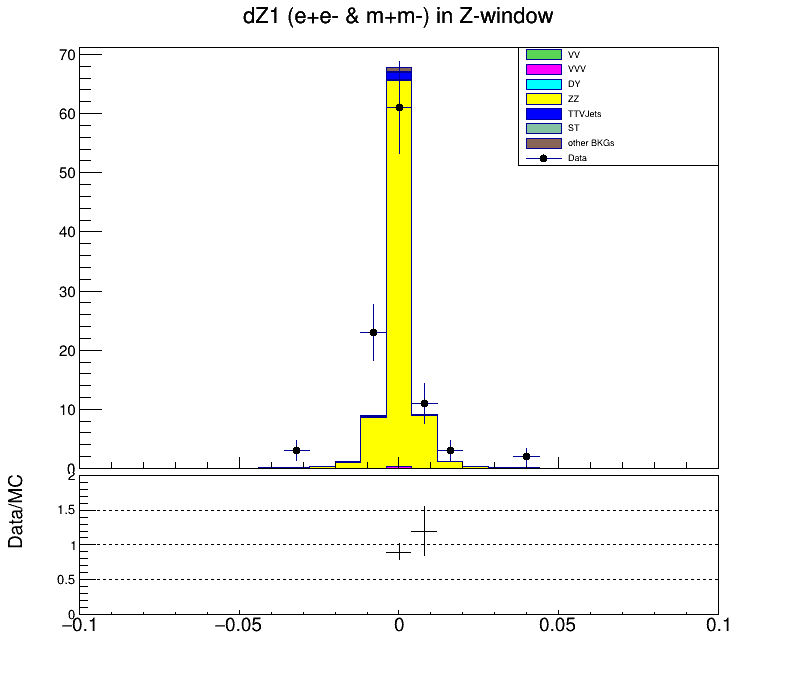 dZ1 (e+e- & m+m-) in Z-window
70
60
50
40
30
20
10
0
VV
VVV
DY
ZZ
TTVJets
ST
other BKGs
Data
Data/MC
2
1.5
1
0.5
0
−0.1
−0.05
0
0.05
0.1